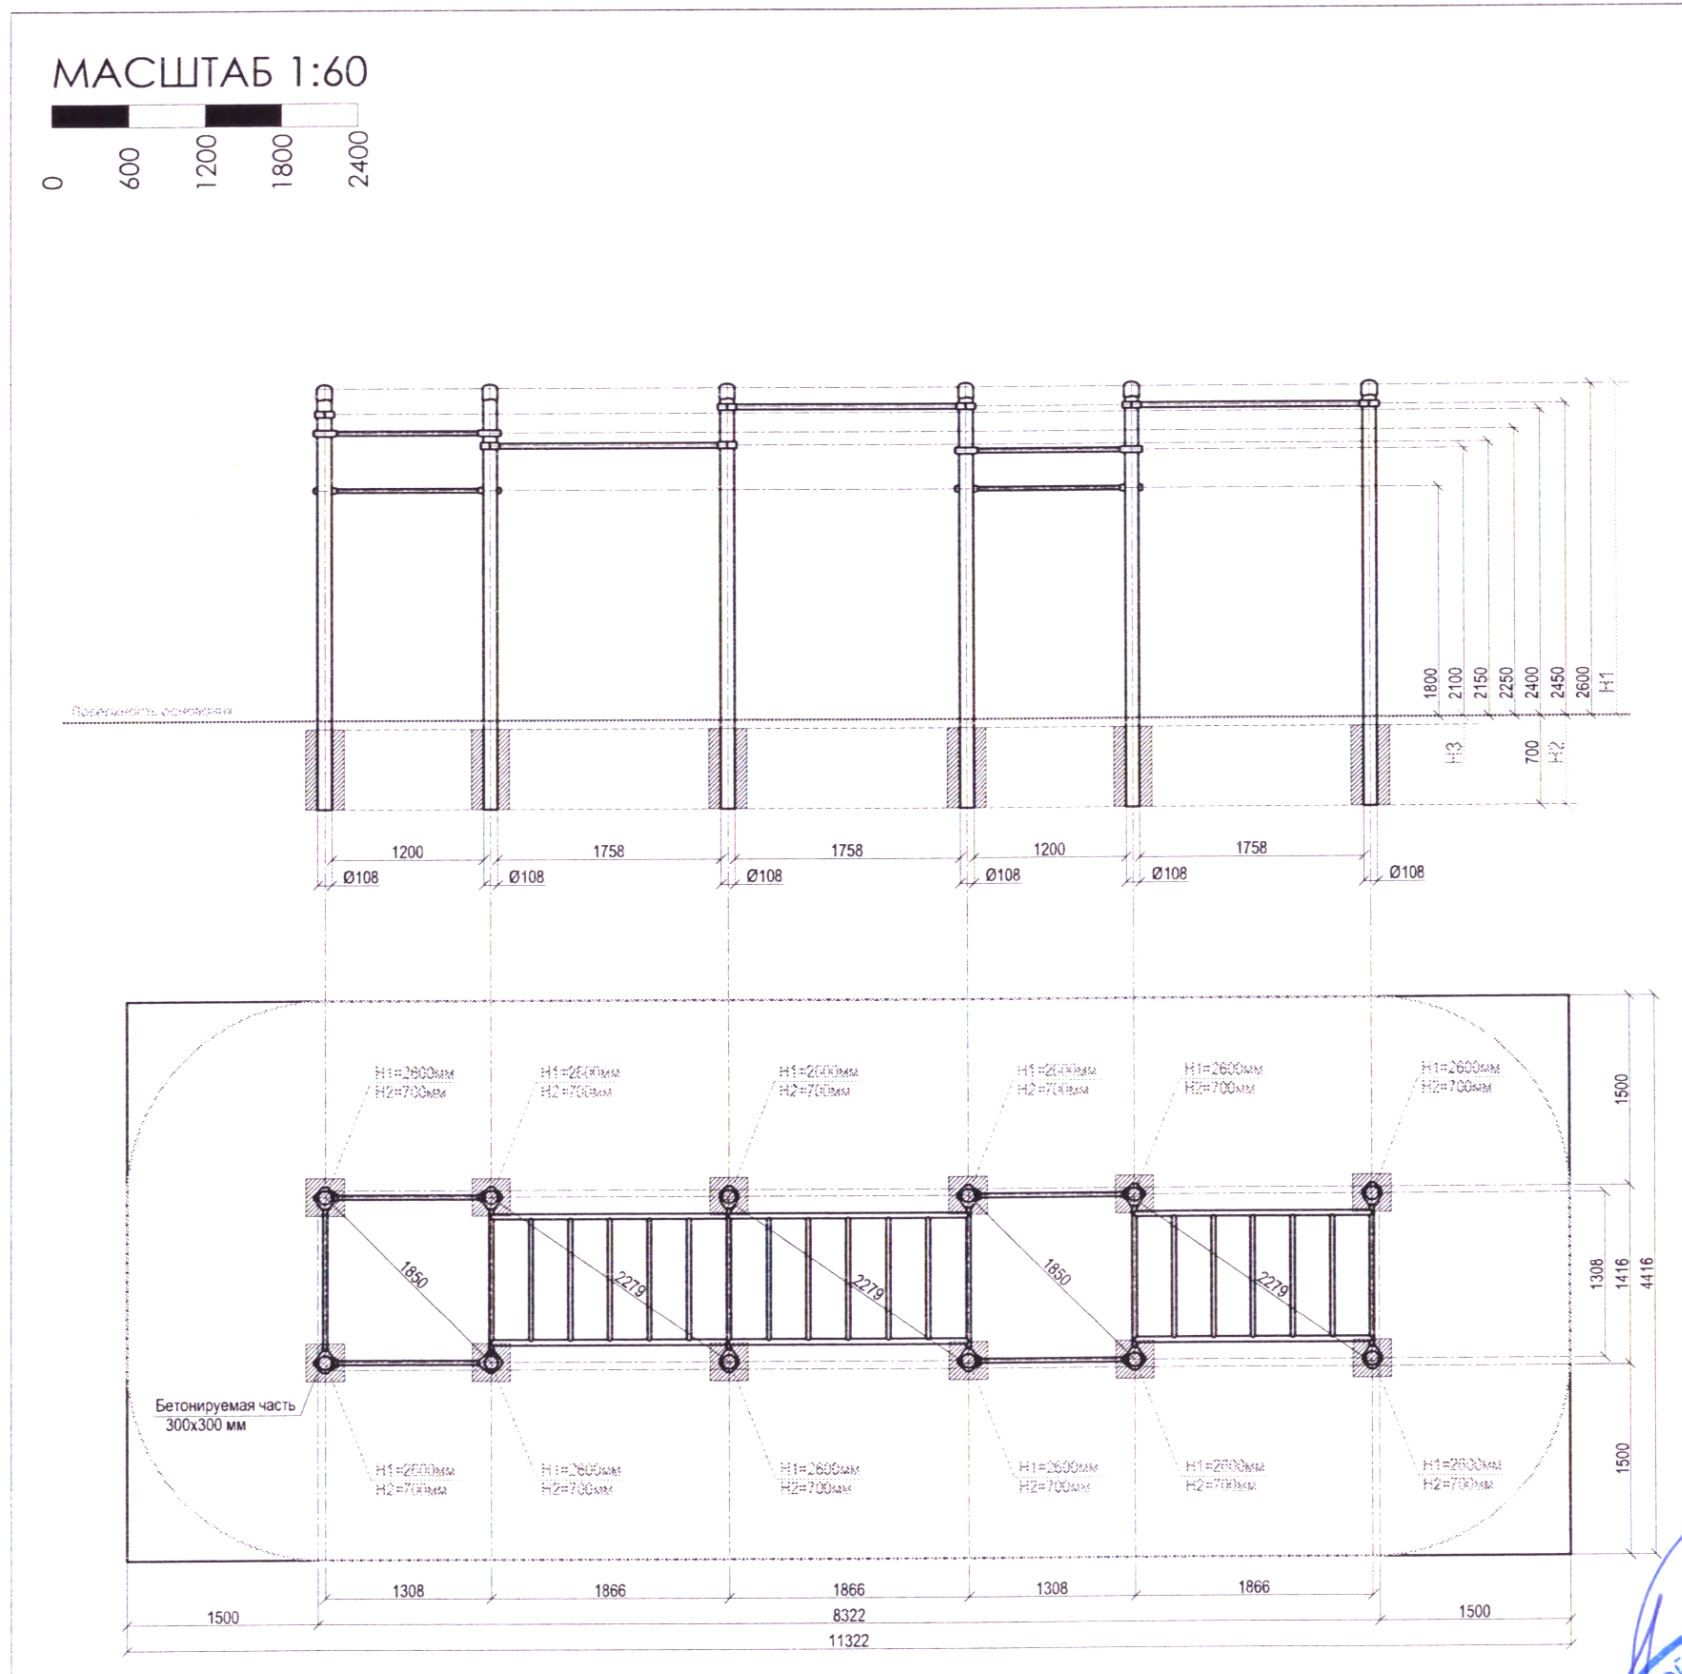 МАСШТАБ 1:60
0
600
1200
1800
2400
Поверхность основания
1800
2100
2150
2250
2400
2450
2600
H1
H3
700
H2
1200
1758
1758
1200
1758
Ø108
Ø108
Ø108
Ø108
Ø108
Ø108
H1=2600мм
H2=700мм
H1=2600мм
H2=700мм
H1=2600мм
H2=700мм
H1=2600мм
H2=700мм
H1=2600мм
H2=700мм
H1=2600мм
H2=700мм
1500
1850
2279
2279
1850
2279
1308
1416
4416
Бетонируемая часть
300x300 мм
H1=2600мм
H2=700мм
H1=2600мм
H2=700мм
H1=2600мм
H2=700мм
H1=2600мм
H2=700мм
H1=2600мм
H2=700мм
H1=2600мм
H2=700мм
1500
1308
1866
1866
1308
1866
1500
8322
1500
11322